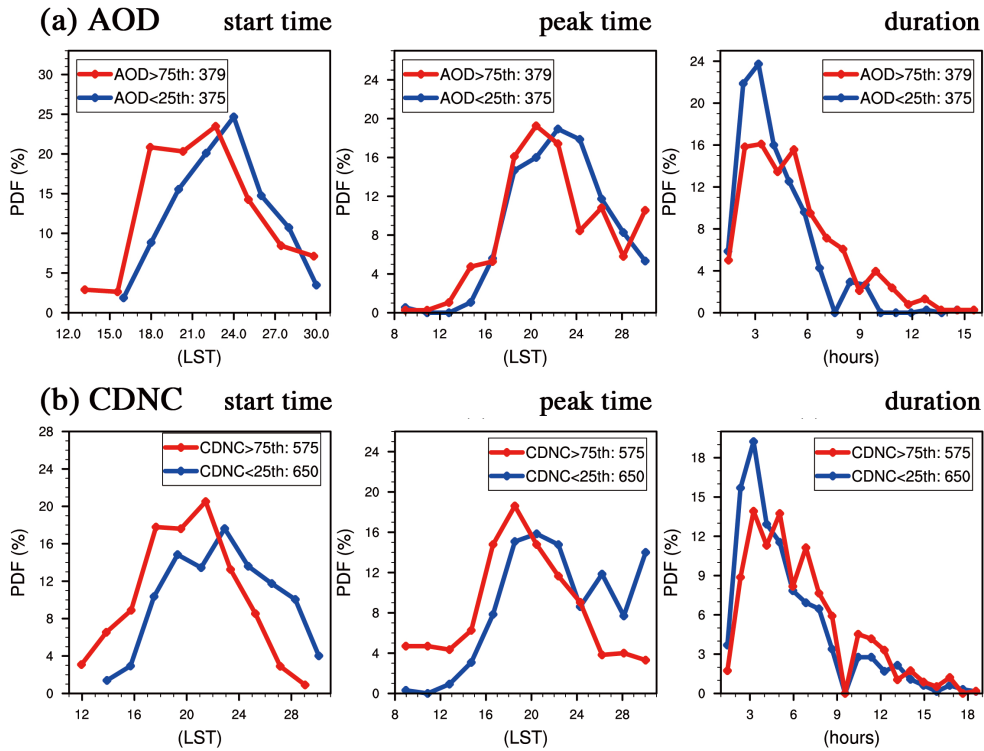 (a) AOD start time peak time duration
AOD>75th: 379
AOD<25th: 375
PDF (%)
33
30
25
20
15
10
5
0
12.0 15.0 18.0 21.0 24.0 27.0 30.0
(LST)
AOD>75th: 379
AOD<25th: 375
PDF (%)
24
20
16
12
8
4
0
8 12 16 20 24 28
(LST)
AOD>75th: 379
AOD<25th: 375
PDF (%)
24
20
16
12
8
4
0
3 6 9 12 15
(hours)
(b) CDNC start time peak time duration
CDNC>75th: 575
CDNC<25th: 650
PDF (%)
28
24
20
16
12
8
4
0
12 16 20 24 28
(LST)
CDNC>75th: 575
CDNC<25th: 650
PDF (%)
24
20
16
12
8
4
0
8 12 16 20 24 28
(LST)
CDNC>75th: 575
CDNC<25th: 650
PDF (%)
18
15
12
9
6
3
0
3 6 9 12 15 18
(hours)